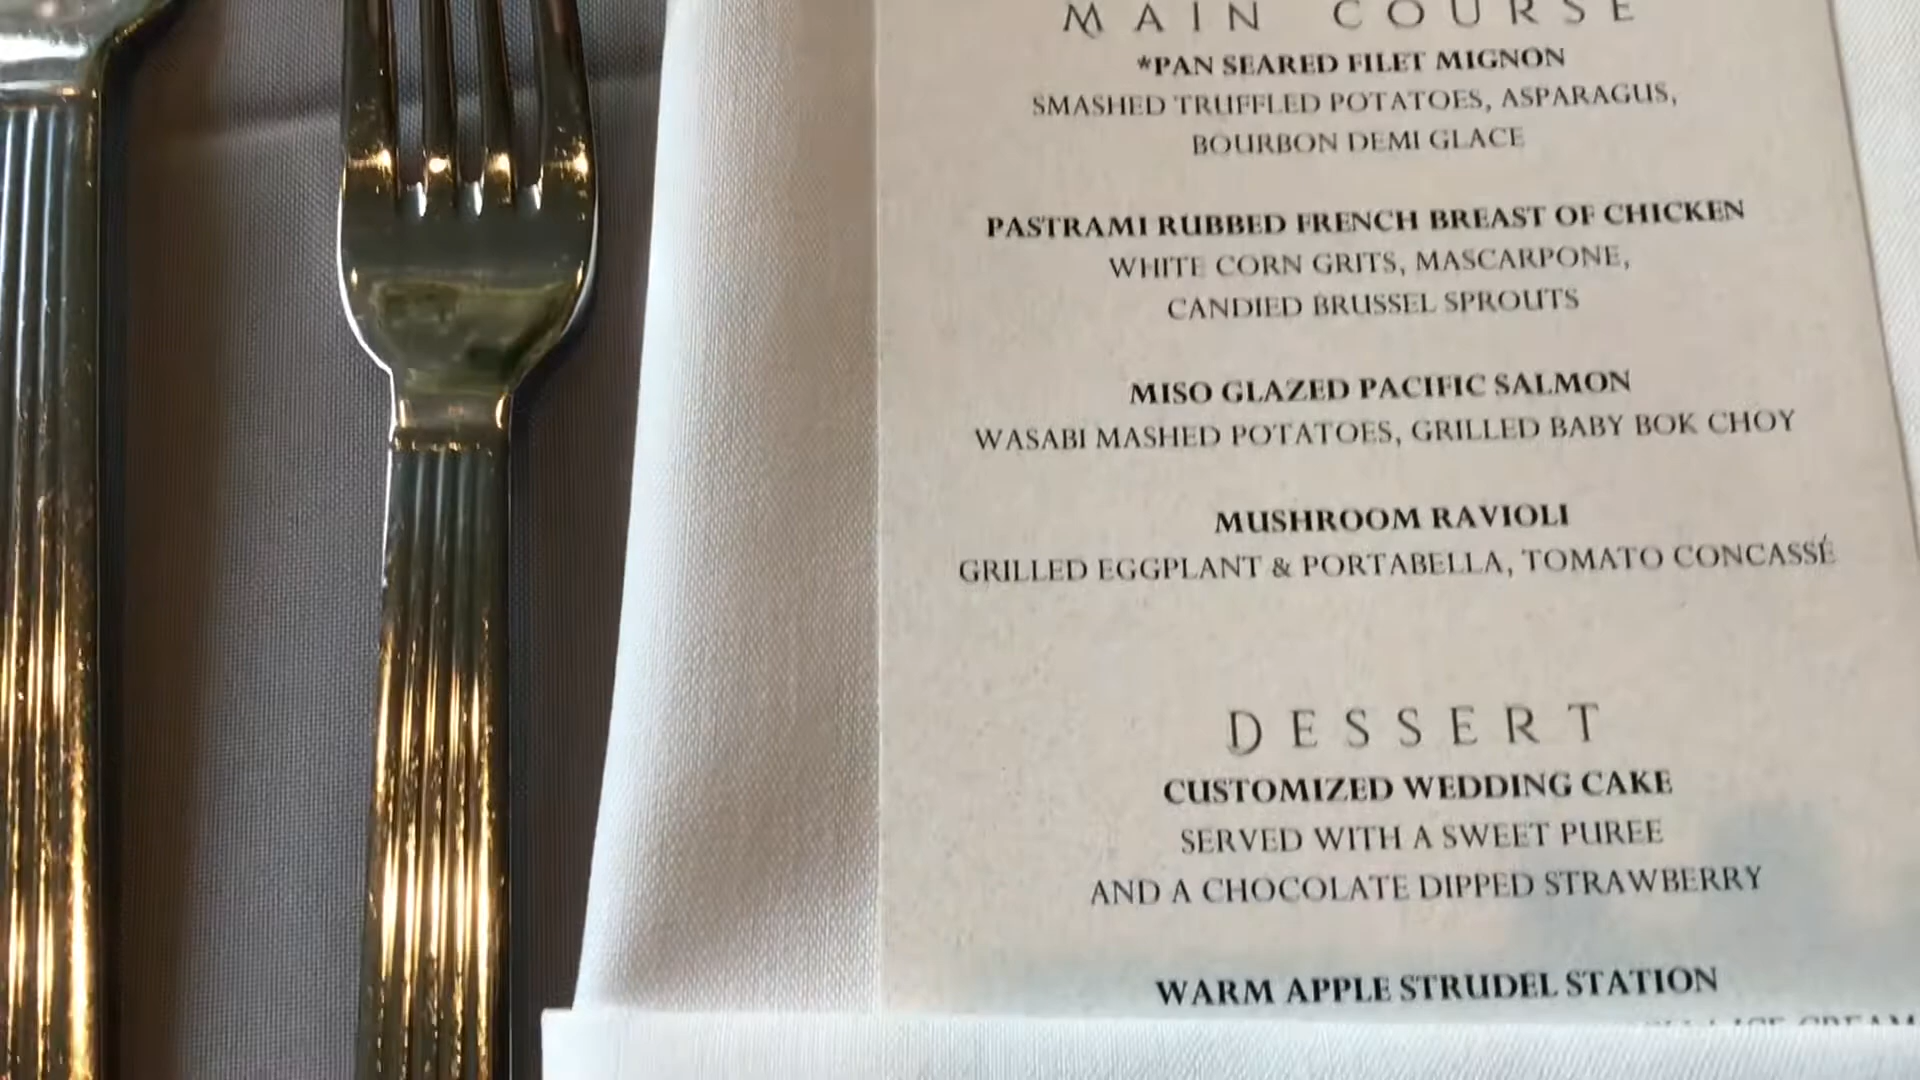 MAIN COURSE
*PAN SEARED FILET MIGNON
SMASHED TRUFFLED POTATOES, ASPARAGUS,
BOURBON DEMI GLACE
PASTRAMI RUBBED FRENCH BREAST OF CHICKEN
WHITE CORN GRITS, MASCARPONE,
CANDIED BRUSSEL SPROUTS
MISO GLAZED PACIFIC SALMON
WASABI MASHED POTATOES, GRILLED BABY BOK CHOY
MUSHROOM RAVIOLI
GRILLED EGGPLANT & PORTABELLA, TOMATO CONCASSÉ
DESSERT
CUSTOMIZED WEDDING CAKE
SERVED WITH A SWEET PUREE
AND A CHOCOLATE DIPPED STRAWBERRY
WARM APPLE STRUDEL STATION
ICE CREAM